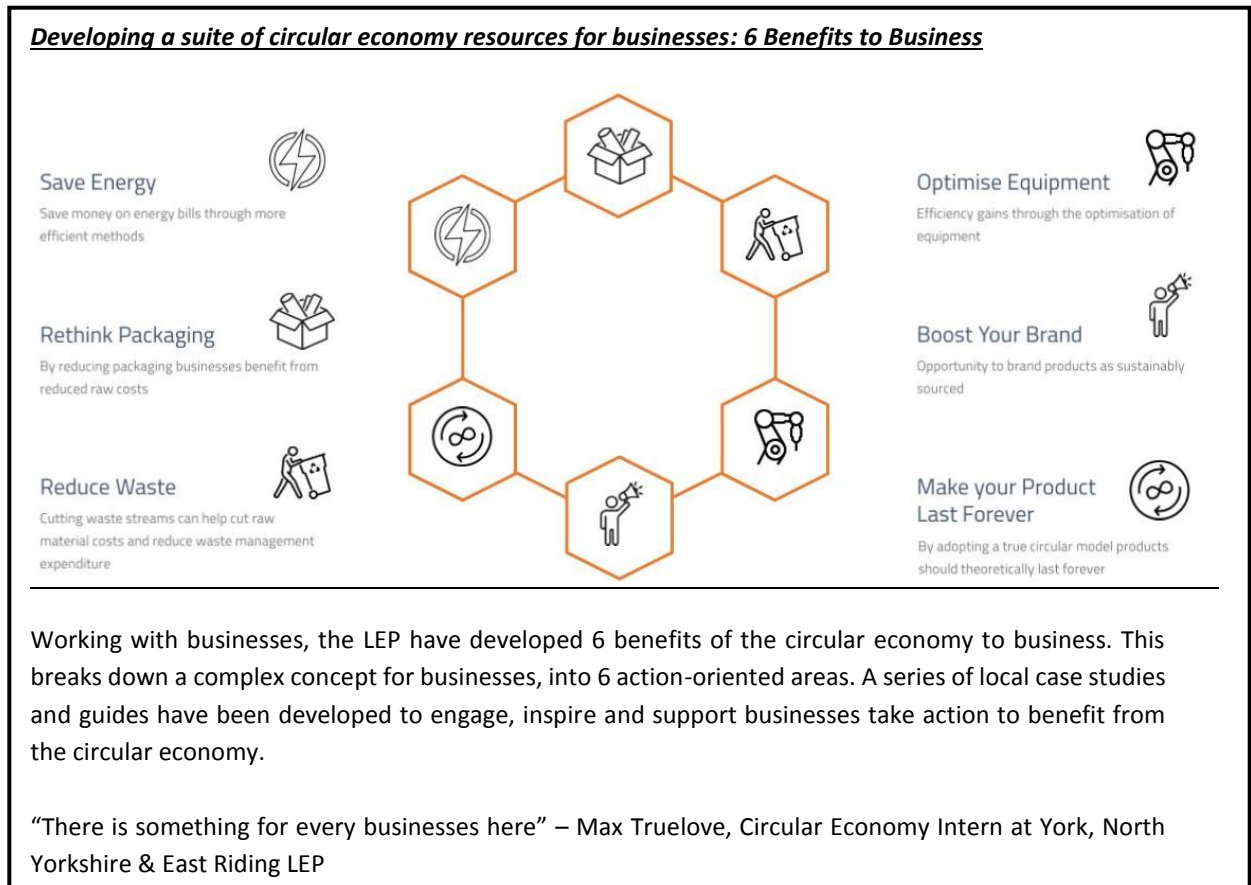 Developing a suite of circular economy resources for businesses: 6 Benefits to Business
Save Energy
Save money on energy bills through more
efficient methods
Rethink Packaging
By reducing packaging businesses benefit from
reduced raw costs
Reduce Waste
Cutting waste streams can help cut raw
material costs and reduce waste management
expenditure
Optimise Equipment
Efficiency gains through the optimisation of
equipment
Boost Your Brand
Opportunity to brand products as sustainably
sourced
Make your Product
Last Forever
By adopting a true circular model products
should theoretically last forever
Working with businesses, the LEP have developed 6 benefits of the circular economy to business. This
breaks down a complex concept for businesses, into 6 action-oriented areas. A series of local case studies
and guides have been developed to engage, inspire and support businesses take action to benefit from
the circular economy.
“There is something for every businesses here” – Max Truelove, Circular Economy Intern at York, North
Yorkshire & East Riding LEP